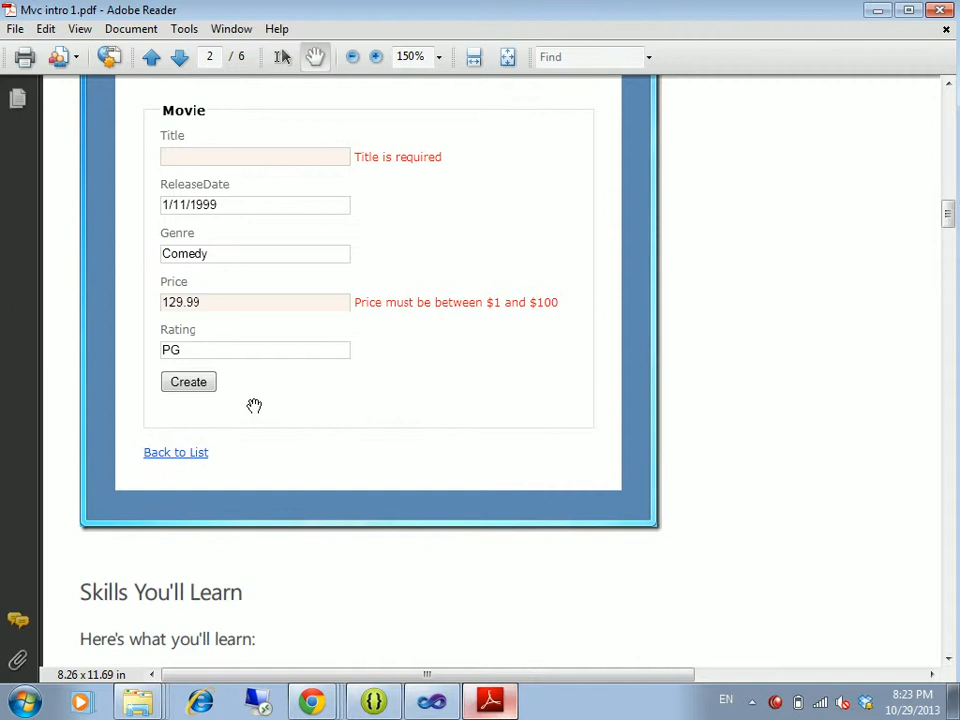 Mvc intro 1.pdf - Adobe Reader
File Edit View Document Tools Window Help
2 / 6 150% Find
Movie
Title
Title is required
ReleaseDate
1/11/1999
Genre
Comedy
Price
129.99 Price must be between $1 and $100
Rating
PG
Create
Back to List
Skills You'll Learn
Here's what you'll learn:
8.26 x 11.69 in
EN 8:23 PM
10/29/2013